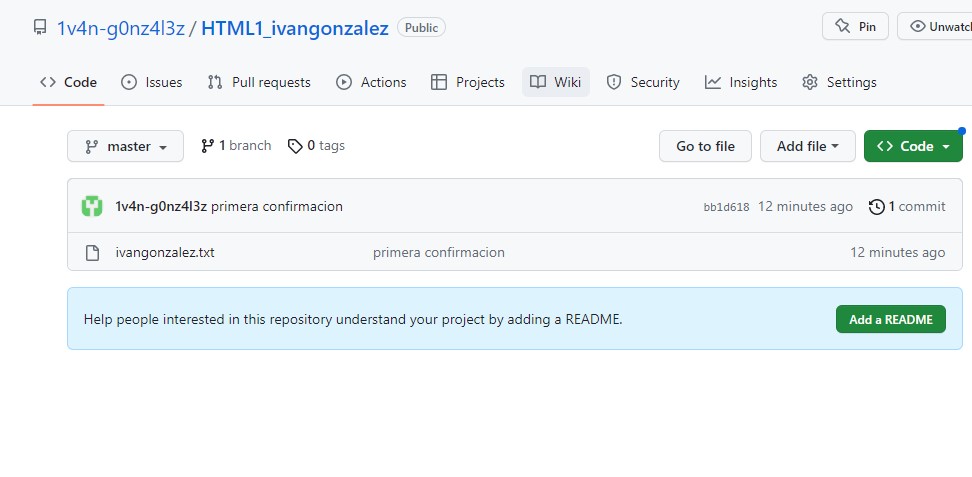 1v4n-g0nz4l3z / HTML1_ivangonzalez Public Pin Unwatch
Code Issues Pull requests Actions Projects Wiki Security Insights Settings
master 1 branch 0 tags Go to file Add file Code
1v4n-g0nz4l3z primera confirmacion bb1d618 12 minutes ago 1 commit
ivangonzalez.txt primera confirmacion 12 minutes ago
Help people interested in this repository understand your project by adding a README. Add a README